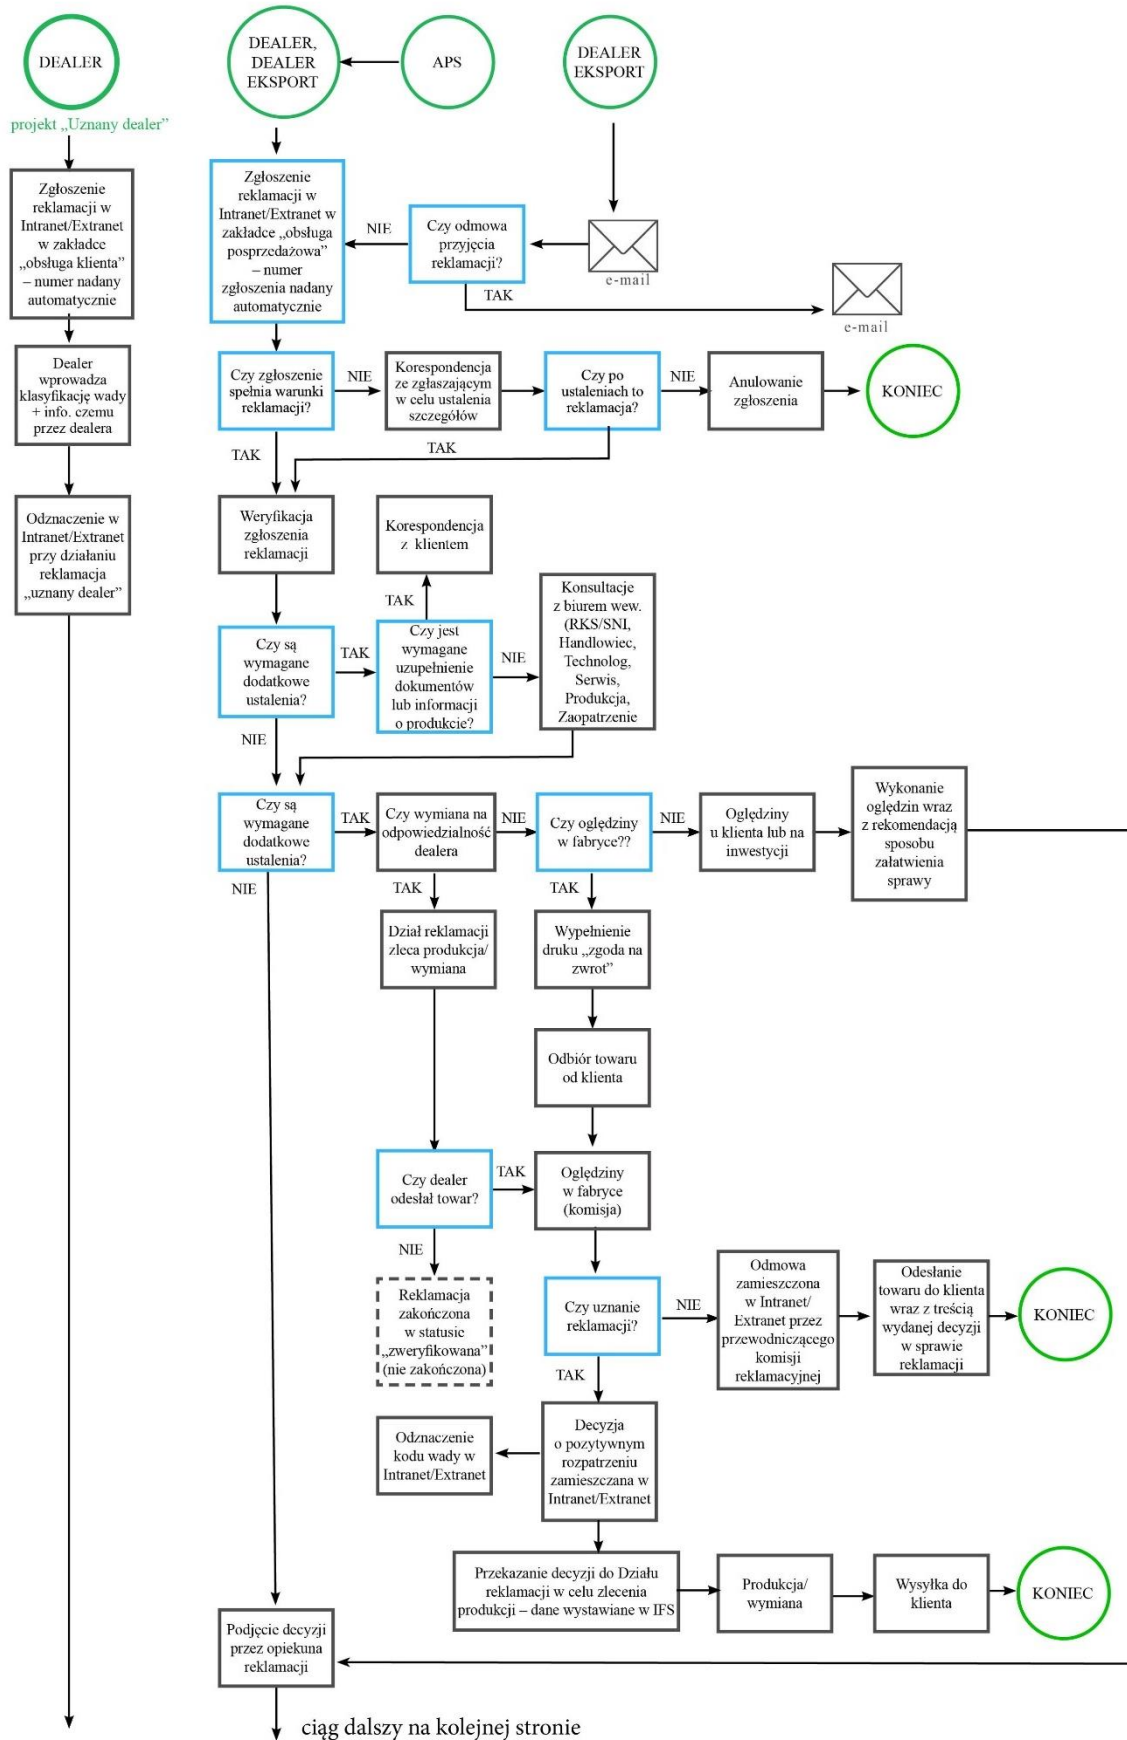 DEALER
projekt „Uznany dealer”
DEALER,
DEALER
EKSPORT
APS
DEALER
EKSPORT
Zgłoszenie
reklamacji w
Intranet/Extranet
w zakładce
„obsługa klienta”
– numer nadany
automatycznie
Zgłoszenie
reklamacji w
Intranet/Extranet w
zakładce „obsługa
posprzedażowa”
– numer
zgłoszenia nadany
automatycznie
NIE
Czy odmowa
przyjęcia
reklamacji?
e-mail
TAK
e-mail
Dealer
wprowadza
klasyfikację wady
+ info. czemu
przez dealera
Czy zgłoszenie
spełnia warunki
reklamacji?
NIE
Korespondencja
ze zgłaszającym
w celu ustalenia
szczegółów
Czy po
ustaleniach to
reklamacja?
NIE
Anulowanie
zgłoszenia
KONIEC
TAK
TAK
Odznaczenie w
Intranet/Extranet
przy działaniu
reklamacja
„uznany dealer”
Weryfikacja
zgłoszenia
reklamacji
Korespondencja
z klientem
TAK
Czy są
wymagane
dodatkowe
ustalenia?
TAK
Czy jest
wymagane
uzupełnienie
dokumentów
lub informacji
o produkcie?
NIE
Konsultacje
z biurem wew.
(RKS/SNI,
Handlowiec,
Technolog,
Serwis,
Produkcja,
Zaopatrzenie
NIE
Czy są
wymagane
dodatkowe
ustalenia?
TAK
Czy wymiana na
odpowiedzialność
dealera
NIE
Czy oględziny
w fabryce??
NIE
Oględziny
u klienta lub na
inwestycji
Wykonanie
oględzin wraz
z rekomendacją
sposobu
załatwienia
sprawy
NIE
TAK
TAK
Dział reklamacji
zleca produkcja/
wymiana
Wypełnienie
druku „zgoda na
zwrot”
Odbiór towaru
od klienta
Czy dealer
odesłał towar?
TAK
Oględziny
w fabryce
(komisja)
NIE
Reklamacja
zakończona
w statusie
„zweryfikowana”
(nie zakończona)
Czy uznanie
reklamacji?
NIE
Odmowa
zamieszczona
w Intranet/
Extranet przez
przewodniczącego
komisji
reklamacyjnej
Odesłanie
towaru do klienta
wraz z treścią
wydanej decyzji
w sprawie
reklamacji
KONIEC
TAK
Odznaczenie
kodu wady w
Intranet/Extranet
Decyzja
o pozytywnym
rozpatrzeniu
zamieszczana w
Intranet/Extranet
Przekazanie decyzji do Działu
reklamacji w celu zlecenia
produkcji – dane wystawiane w IFS
Produkcja/
wymiana
Wysyłka do
klienta
KONIEC
Podjęcie decyzji
przez opiekuna
reklamacji
ciąg dalszy na kolejnej stronie